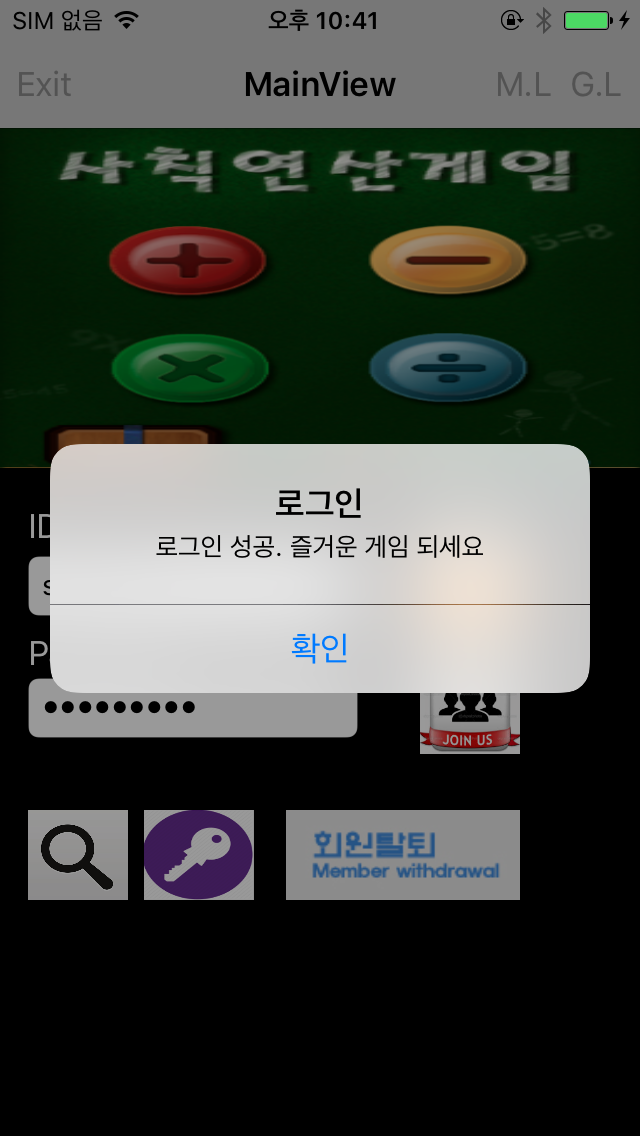 SIM 없음 오후 10:41
Exit MainView M.L G.L
사칙연산게임
5=8
로그인
로그인 성공. 즐거운 게임 되세요
확인
ID
P
JOIN US
회원탈퇴
Member withdrawal